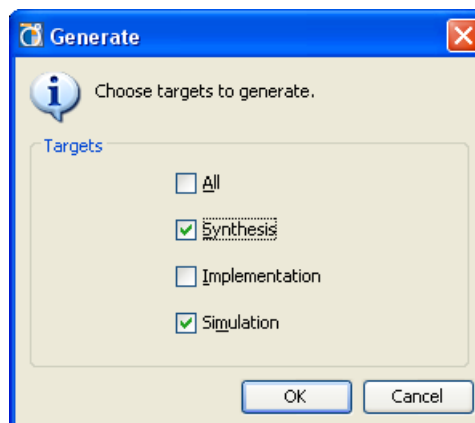 Generate
Choose targets to generate.
Targets
All
Synthesis
Implementation
Simulation
OK Cancel